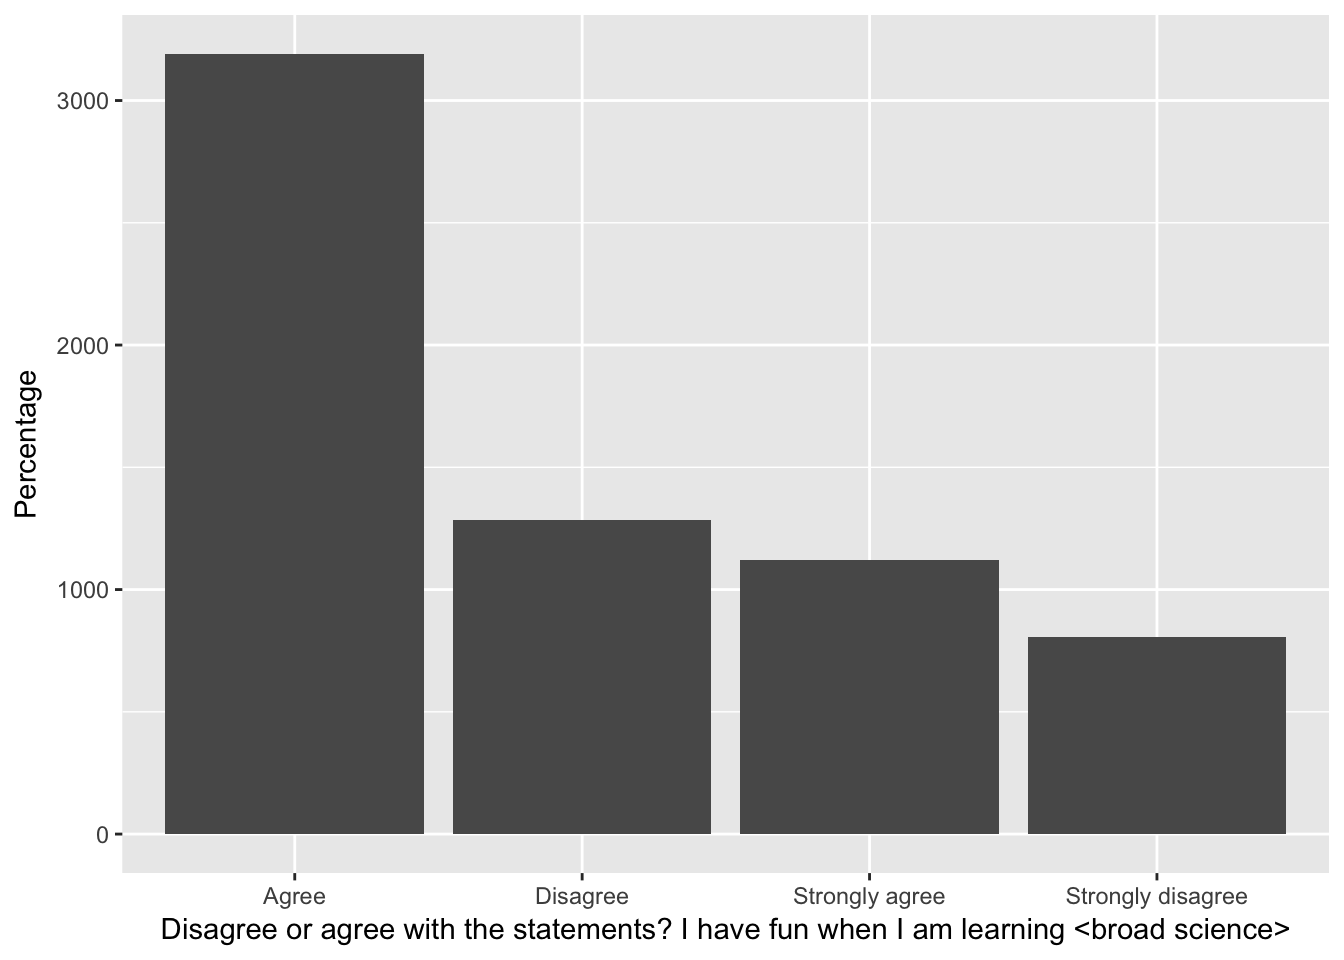 3000
2000
1000
0
Percentage
Agree Disagree Strongly agree Strongly disagree
Disagree or agree with the statements? I have fun when I am learning <broad science>